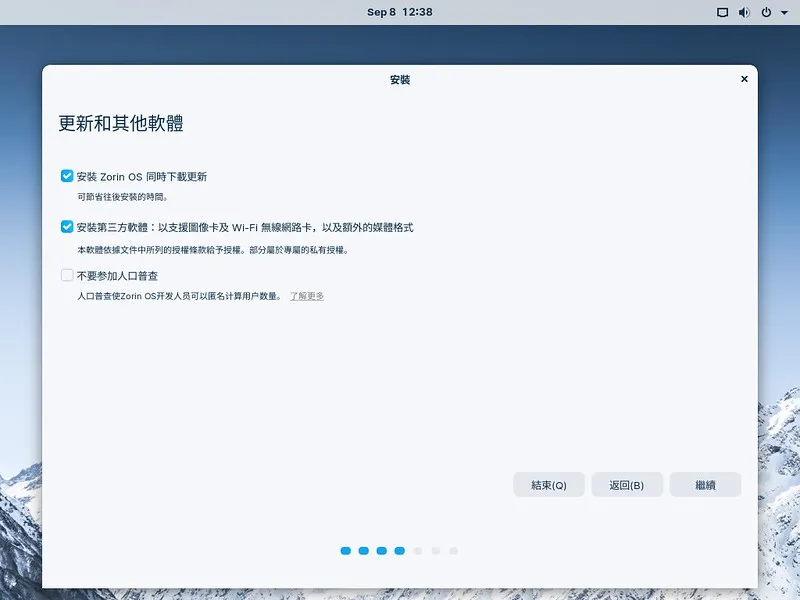 Sep 8 12:38
安裝
更新和其他軟體
安裝 Zorin OS 同時下載更新
可節省往後安裝的時間。
安裝第三方軟體：以支援圖像卡及 Wi-Fi 無線網路卡，以及額外的媒體格式
本軟體依據文件中所列的授權條款給予授權。部分屬於專屬的私有授權。
不要参加人口普查
人口普查使Zorin OS开发人员可以匿名计算用户数量。 了解更多
結束(Q) 返回(B) 繼續